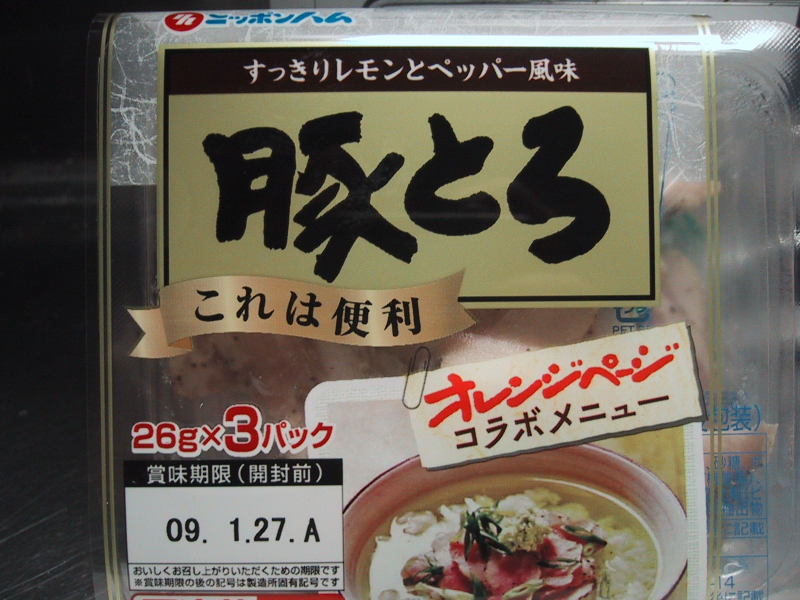 ニッポンハム
すっきりレモンとペッパー風味
豚とろ
これは便利
PET
オレンジページ
コラボメニュー
26g×3パック
賞味期限(開封前)
09. 1.27.A
おいしくお召し上がりいただくための期限です
※賞味期限の後の記号は製造所固有記号です
包装)